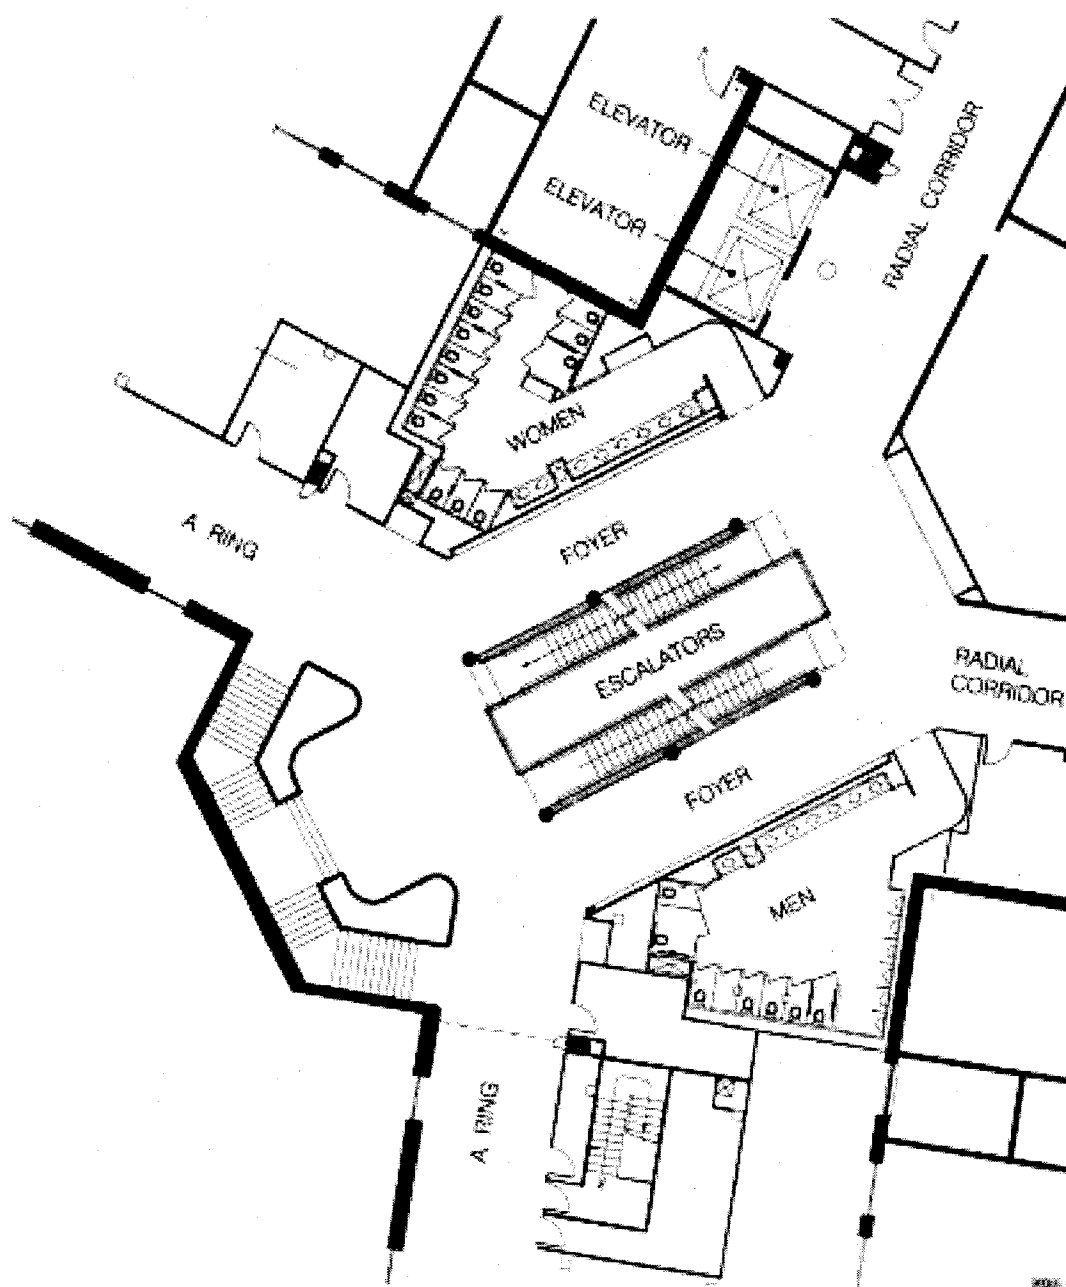 ELEVATOR
ELEVATOR
RADIAL CORRIDOR
WOMEN
A RING
FOYER
ESCALATORS
RADIAL
CORRIDOR
FOYER
MEN
A RING